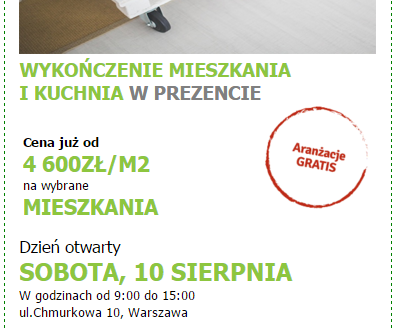 WYKOŃCZENIE MIESZKANIA
I KUCHNIA W PREZENCIE
Cena już od
4 600ZŁ/M2
na wybrane
MIESZKANIA
Aranżacje
GRATIS
Dzień otwarty
SOBOTA, 10 SIERPNIA
W godzinach od 9:00 do 15:00
ul.Chmurkowa 10, Warszawa